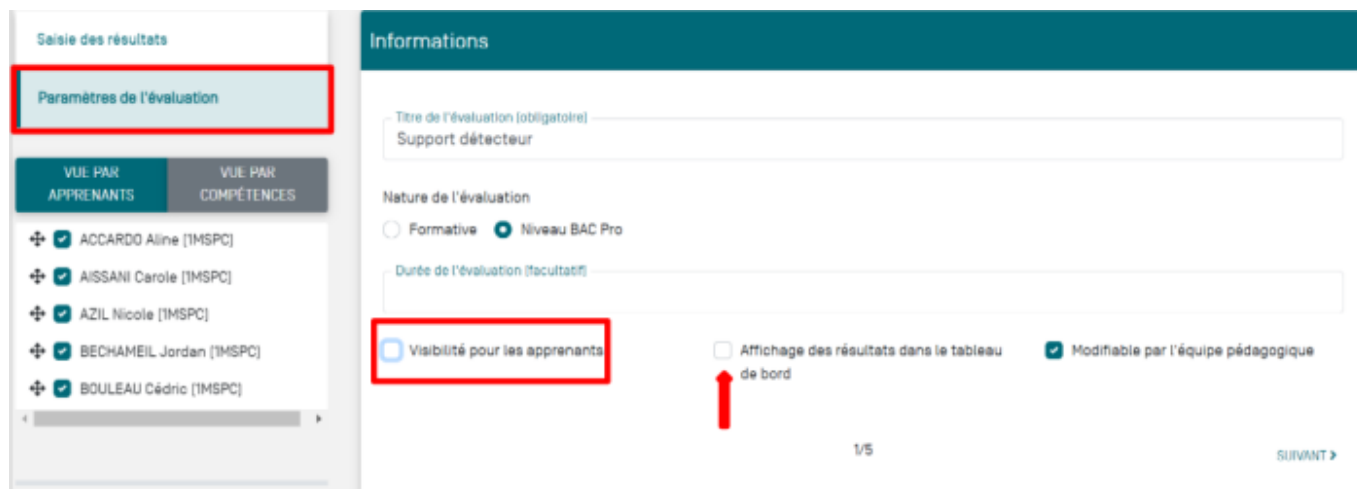 Saisie des résultats
Paramètres de l'évaluation
VUE PAR APPRENANTS
VUE PAR COMPÉTENCES
ACCARDO Aline [1MSPC]
AISSANI Carole [1MSPC]
AZIL Nicole [1MSPC]
BECHAMEIL Jordan [1MSPC]
BOULEAU Cédric [1MSPC]
Informations
Titre de l'évaluation (obligatoire)
Support détecteur
Nature de l'évaluation
Formative
Niveau BAC Pro
Durée de l'évaluation (facultatif)
Visibilité pour les apprenants
Affichage des résultats dans le tableau
de bord
Modifiable par l'équipe pédagogique
1/5
SUIVANT >